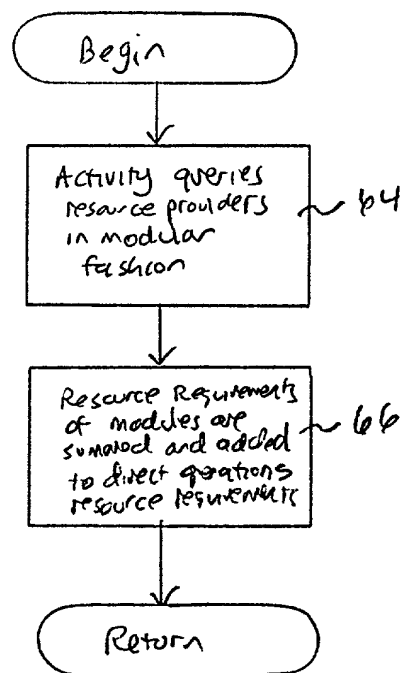 Begin
Activity queries
resource providers
in modular
fashion
64
Resource Requirements
of modules are
summed and added
to direct operations
resource requirements
66
Return